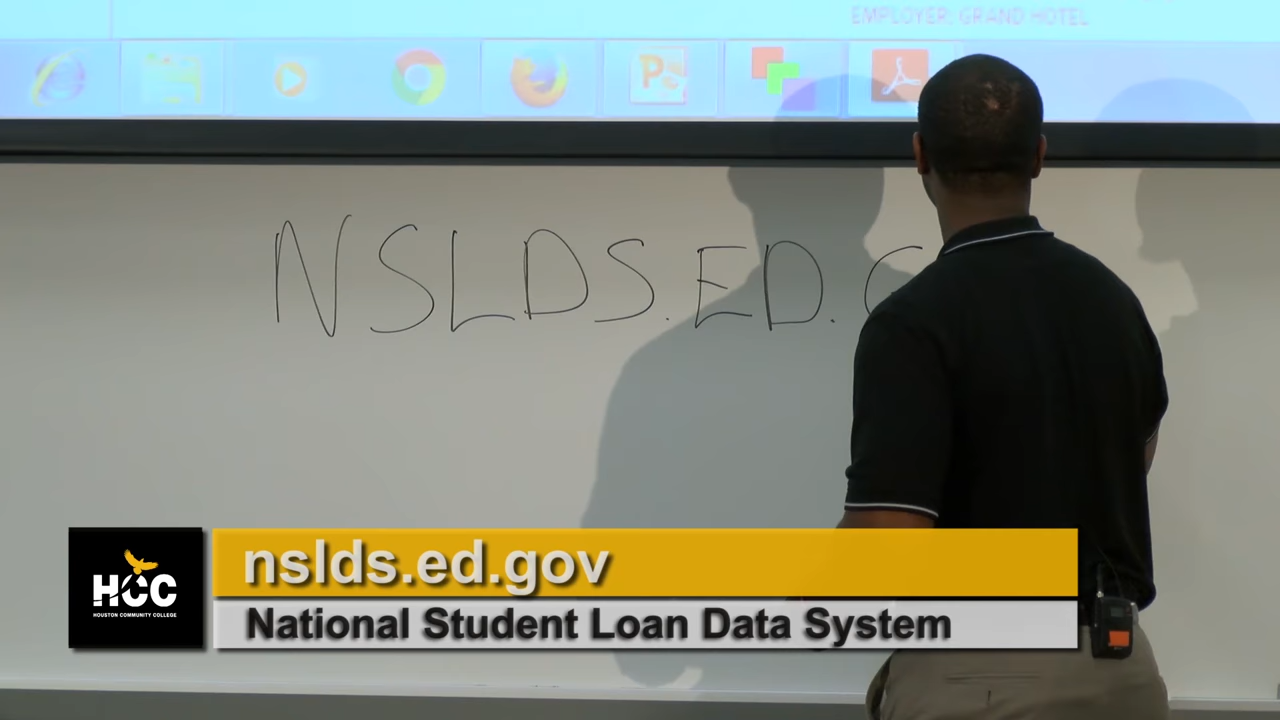 EMPLOYER: GRAND HOTEL
NSLDS.ED.G
nslds.ed.gov
National Student Loan Data System
HCC
HOUSTON COMMUNITY COLLEGE